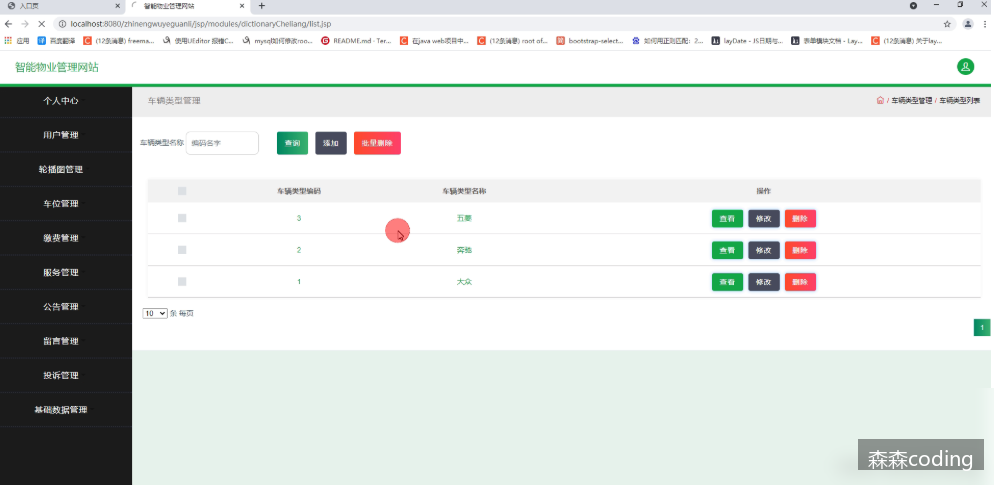 入口页
智能物业管理网站
localhost:8080/zhinengwuyeguanli/jsp/modules/dictionaryCheliang/list.jsp
应用
百度翻译
(12条消息) freema...
使用UEditor 报错C...
mysql如何修改roo...
README.md · Ter...
在java web项目中...
(12条消息) root of...
bootstrap-select...
如何用正则匹配：2...
layDate - JS日期与...
表单模块文档 - Lay...
(12条消息) 关于lay...
智能物业管理网站
个人中心
用户管理
轮播图管理
车位管理
缴费管理
服务管理
公告管理
留言管理
投诉管理
基础数据管理
车辆类型管理
/ 车辆类型管理 / 车辆类型列表
车辆类型名称 编码名字 查询 添加 批量删除
车辆类型编码 车辆类型名称 操作
3 五菱 查看 修改 删除
2 奔驰 查看 修改 删除
1 大众 查看 修改 删除
10 条 每页
1
森森coding